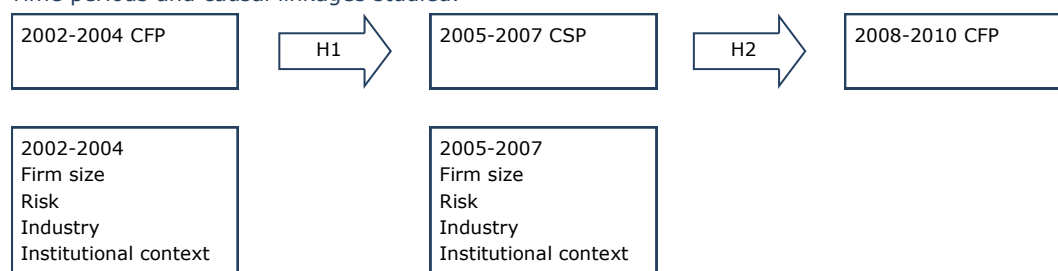 Time periods and causal linkages studied.
2002-2004 CFP
H1
2005-2007 CSP
H2
2008-2010 CFP
2002-2004
Firm size
Risk
Industry
Institutional context
2005-2007
Firm size
Risk
Industry
Institutional context